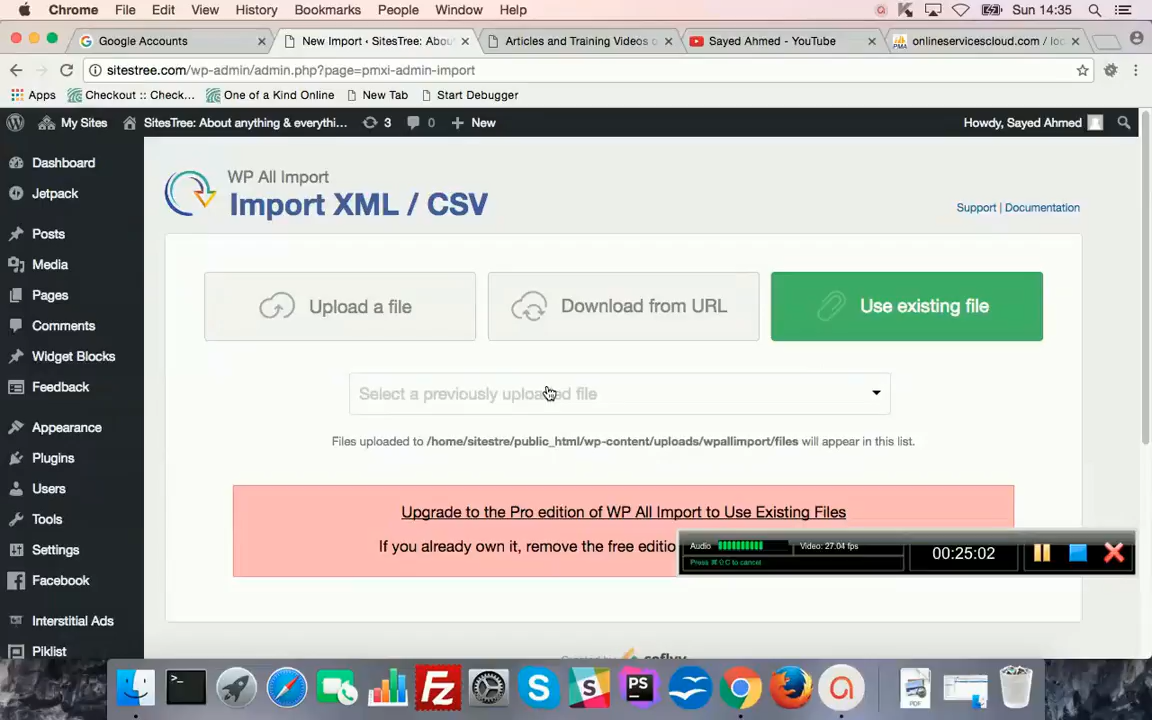 Chrome File Edit View History Bookmarks People Window Help Sun 14:35
Google Accounts New Import ‹ SitesTree: Abou Articles and Training Videos o Sayed Ahmed - YouTube onlineservicescloud.com / loc
sitestree.com/wp-admin/admin.php?page=pmxi-admin-import
Apps Checkout :: Check... One of a Kind Online New Tab Start Debugger
My Sites SitesTree: About anything & everythi... 3 0 New Howdy, Sayed Ahmed
Dashboard
Jetpack
Posts
Media
Pages
Comments
Widget Blocks
Feedback
Appearance
Plugins
Users
Tools
Settings
Facebook
Interstitial Ads
Piklist
WP All Import
Import XML / CSV
Support | Documentation
Upload a file
Download from URL
Use existing file
Select a previously uploaded file
Files uploaded to /home/sitestre/public_html/wp-content/uploads/wpallimport/files will appear in this list.
Upgrade to the Pro edition of WP All Import to Use Existing Files
If you already own it, remove the free editio
Audio Video: 27.04 fps
00:25:02